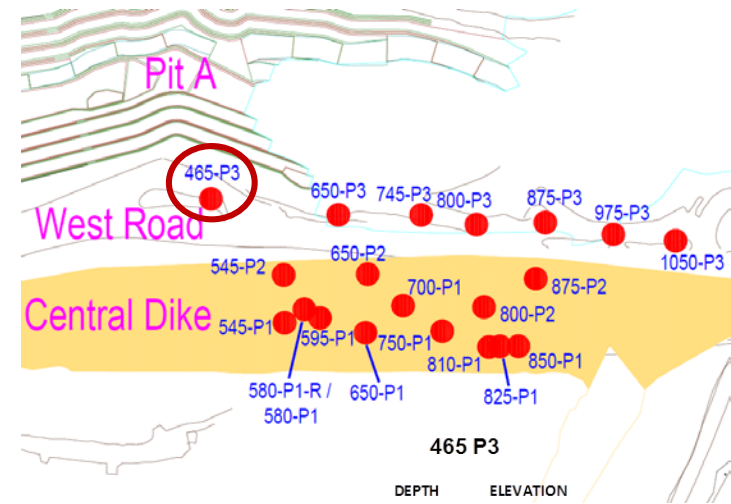 Pit A
465-P3
650-P3
745-P3
800-P3
875-P3
975-P3
1050-P3
West Road
545-P2
650-P2
700-P1
800-P2
875-P2
Central Dike
545-P1
595-P1
750-P1
810-P1
850-P1
580-P1-R /
580-P1
650-P1
825-P1
465 P3
DEPTH ELEVATION